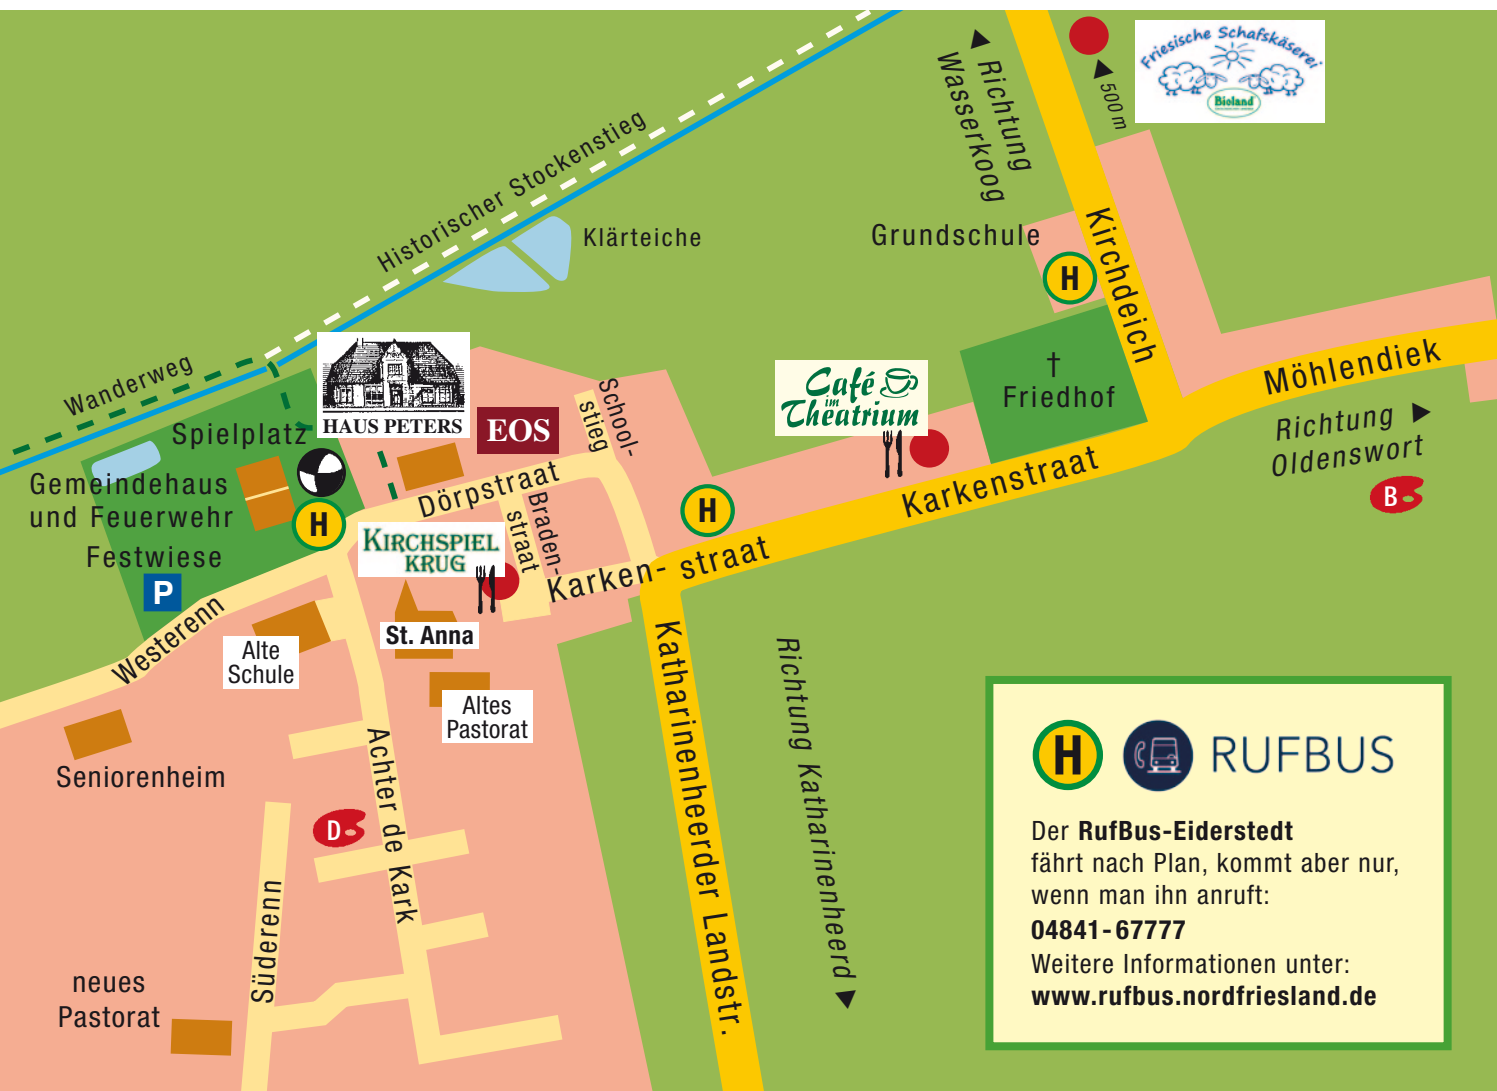 Friesische Schafskäserei
Bioland
500 m
Richtung
Wasserkoog
Historischer Stockenstieg
Klärteiche
Grundschule
H
Kirchdeich
Wanderweg
HAUS PETERS
EOS
School-
stieg
Café
im
Theatrium
†
Friedhof
Möhlendiek
Richtung
Oldenswort
B
Spielplatz
Gemeindehaus
und Feuerwehr
Festwiese
P
H
Dörpstraat
Braden-
straat
KIRCHSPIEL
KRUG
H
Karkenstraat
Karken- straat
Westerenn
Alte
Schule
St. Anna
Altes
Pastorat
Seniorenheim
Achter de Kark
D
Süderenn
neues
Pastorat
Katharinenheerder Landstr.
Richtung Katharinenheerd
H RUFBUS
Der RufBus-Eiderstedt
fährt nach Plan, kommt aber nur,
wenn man ihn anruft:
04841-67777
Weitere Informationen unter:
www.rufbus.nordfriesland.de